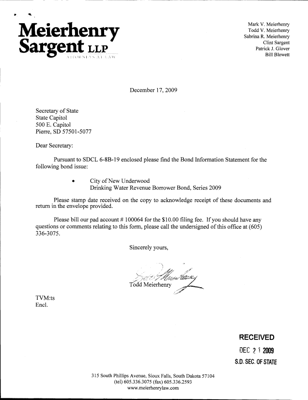 Meierhenry
Sargent LLP
ATTORNEYS AT LAW
Mark V. Meierhenry
Todd V. Meierhenry
Sabrina R. Meierhenry
Clint Sargent
Patrick J. Glover
Bill Blewett
December 17, 2009
Secretary of State
State Capitol
500 E. Capitol
Pierre, SD 57501-5077
Dear Secretary:
Pursuant to SDCL 6-8B-19 enclosed please find the Bond Information Statement for the
following bond issue:
• City of New Underwood
Drinking Water Revenue Borrower Bond, Series 2009
Please stamp date received on the copy to acknowledge receipt of these documents and
return in the envelope provided.
Please bill our pad account # 100064 for the $10.00 filing fee. If you should have any
questions or comments relating to this form, please call the undersigned of this office at (605)
336-3075.
Sincerely yours,
Todd Meierhenry
TVM:ts
Encl.
RECEIVED
DEC 21 2009
S.D. SEC. OF STATE
315 South Phillips Avenue, Sioux Falls, South Dakota 57104
(tel) 605.336.3075 (fax) 605.336.2593
www.meierhenrylaw.com